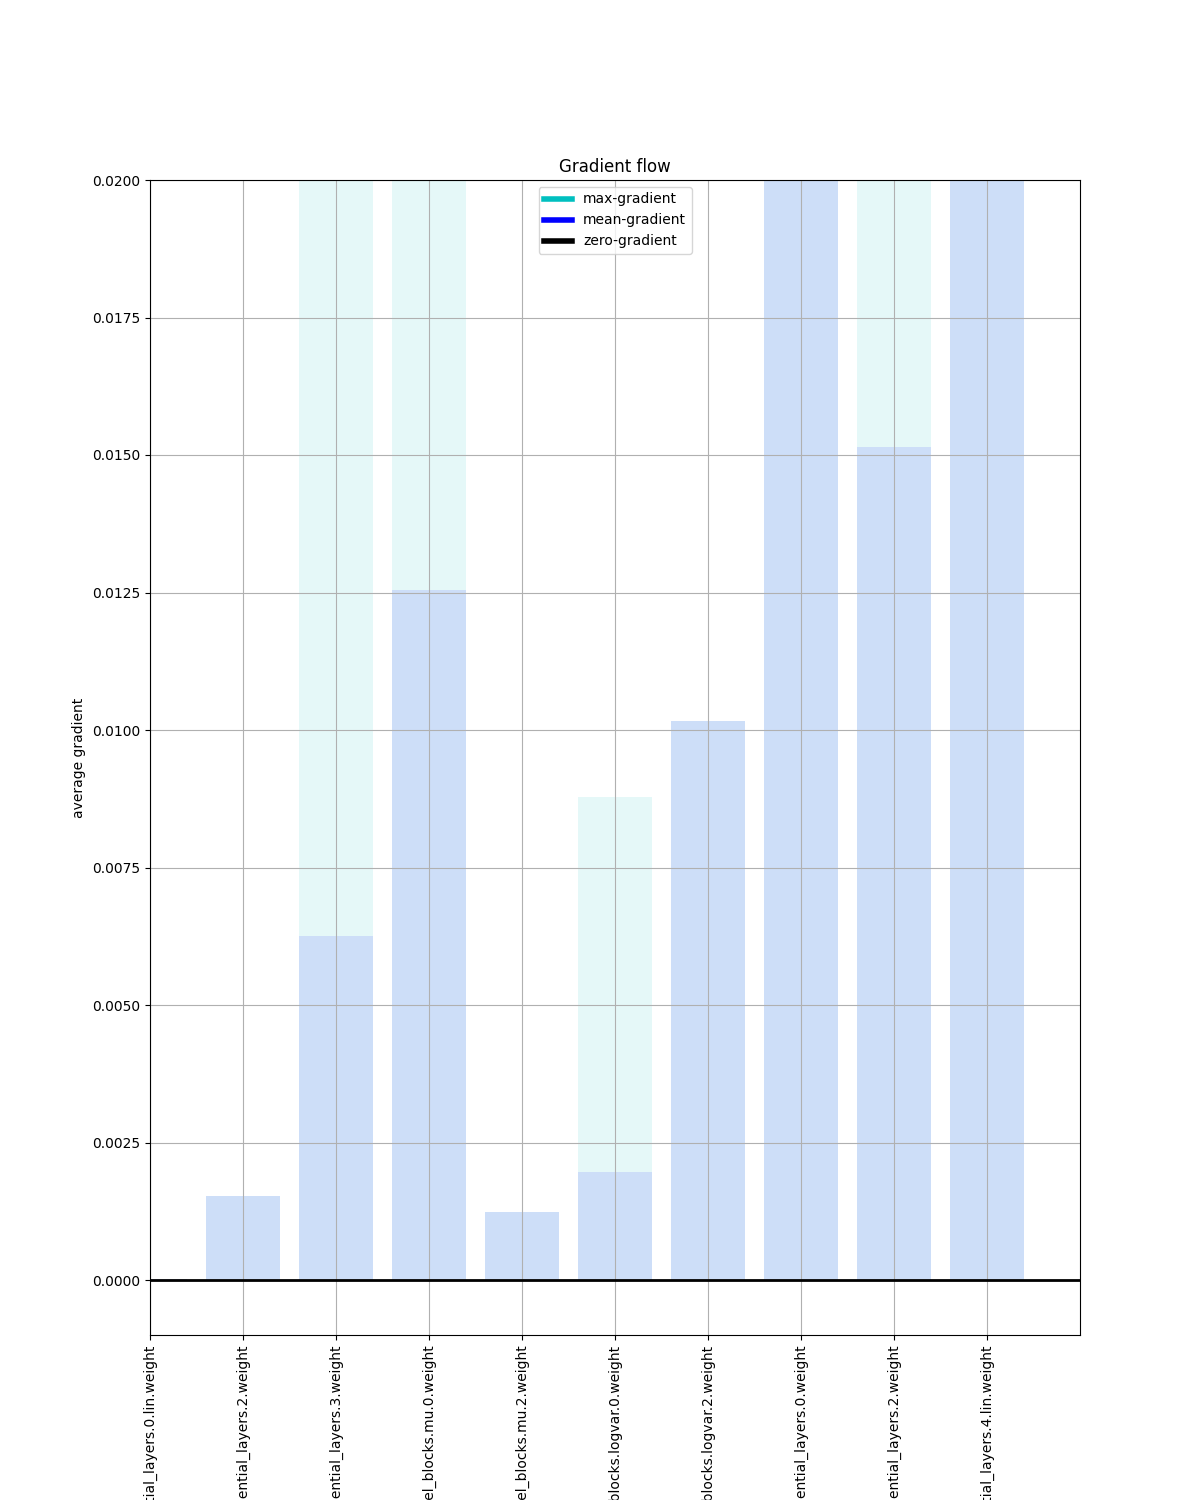 Gradient flow
max-gradient
mean-gradient
zero-gradient
average gradient
0.0200
0.0175
0.0150
0.0125
0.0100
0.0075
0.0050
0.0025
0.0000
tial_layers.0.lin.weight
ential_layers.2.weight
ential_layers.3.weight
el_blocks.mu.0.weight
el_blocks.mu.2.weight
blocks.logvar.0.weight
blocks.logvar.2.weight
ential_layers.0.weight
ential_layers.2.weight
tial_layers.4.lin.weight